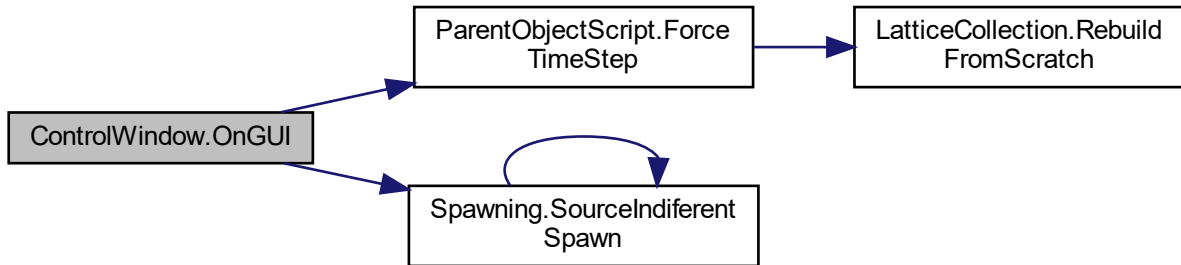 ParentObjectScript.Force
TimeStep
LatticeCollection.Rebuild
FromScratch
ControlWindow.OnGUI
Spawning.SourceIndiferent
Spawn